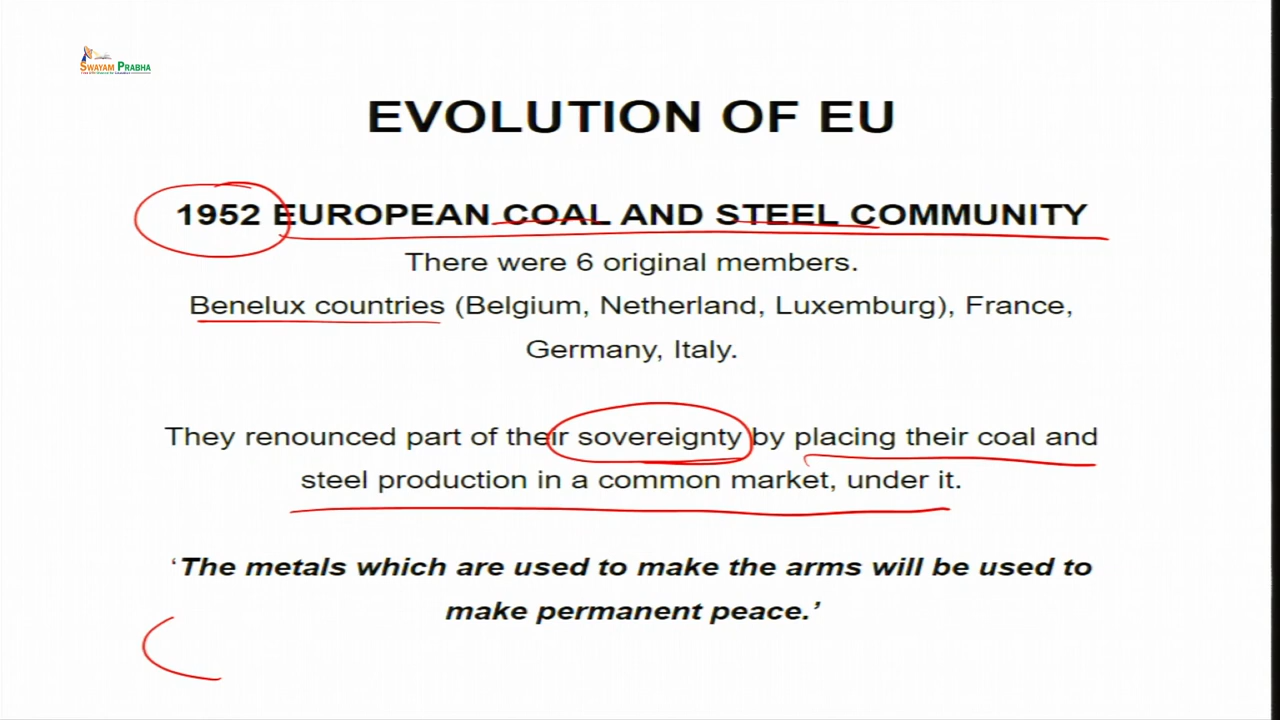 SWAYAM PRABHA
EVOLUTION OF EU
1952 EUROPEAN COAL AND STEEL COMMUNITY
There were 6 original members.
Benelux countries (Belgium, Netherland, Luxemburg), France,
Germany, Italy.
They renounced part of their sovereignty by placing their coal and
steel production in a common market, under it.
‘The metals which are used to make the arms will be used to
make permanent peace.’